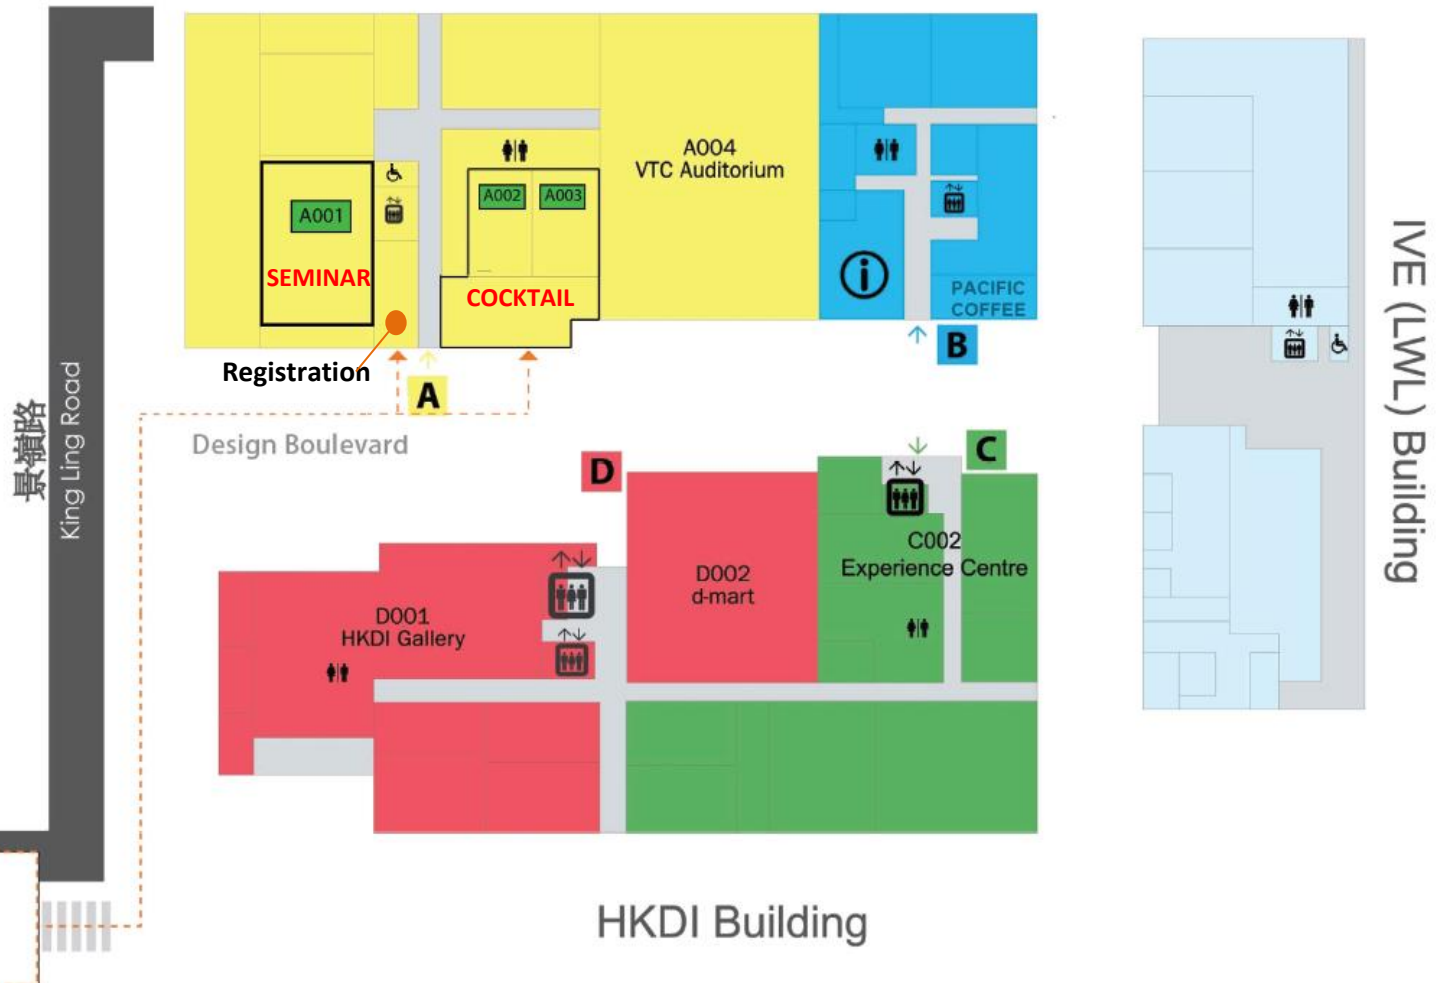 A001
SEMINAR
A002
A003
COCKTAIL
A004
VTC Auditorium
PACIFIC
COFFEE
Registration
A
B
景嶺路
King Ling Road
Design Boulevard
D
C
D001
HKDI Gallery
D002
d-mart
C002
Experience Centre
IVE (LWL) Building
HKDI Building